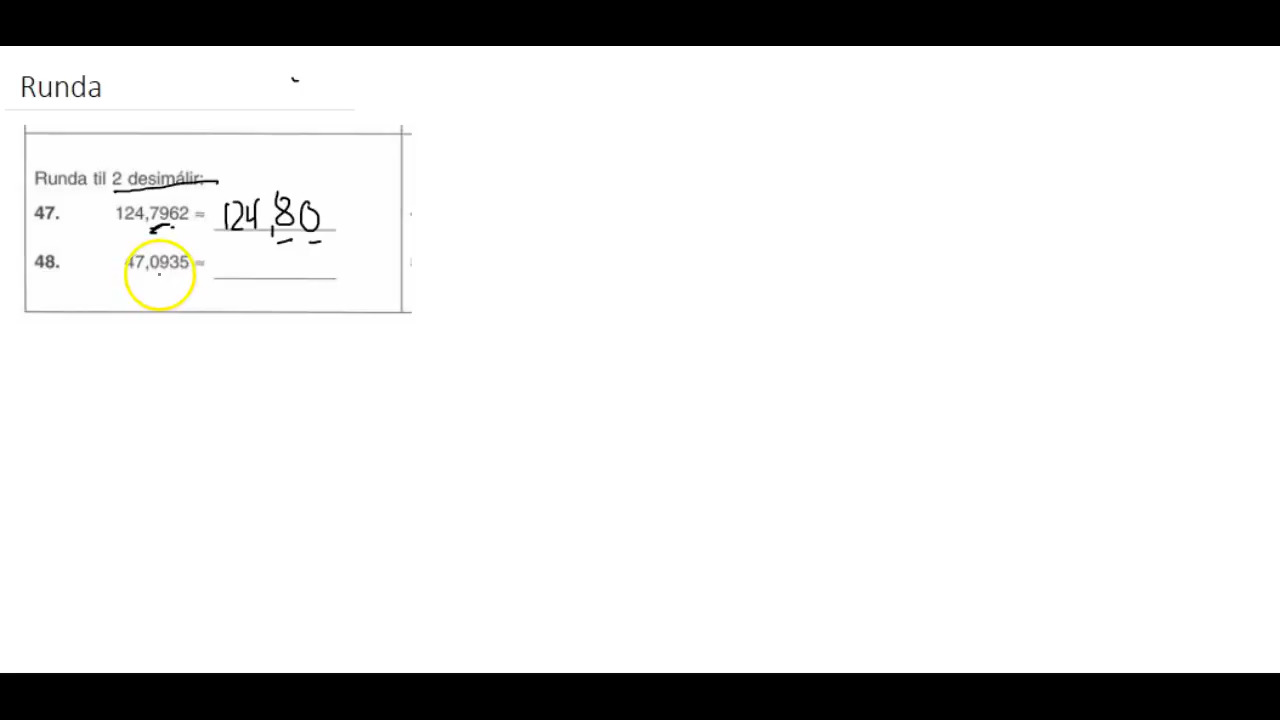 Runda
Runda til 2 desimálir:
47. 124,7962 ≈ 124,80
48. 47,0935 ≈